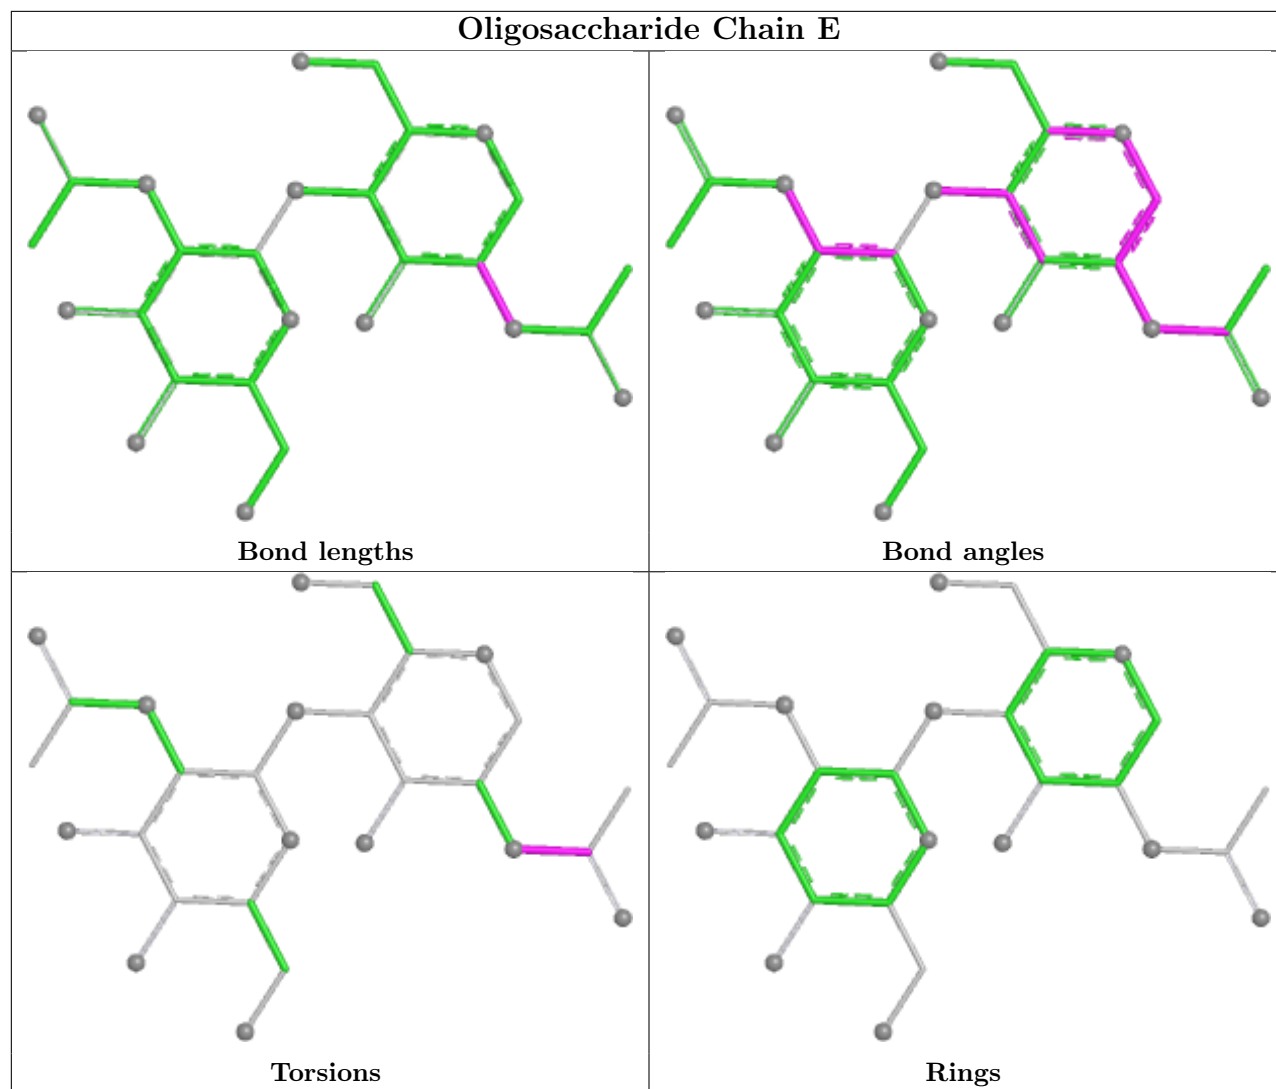 Oligosaccharide Chain E
Bond lengths
Bond angles
Torsions
Rings